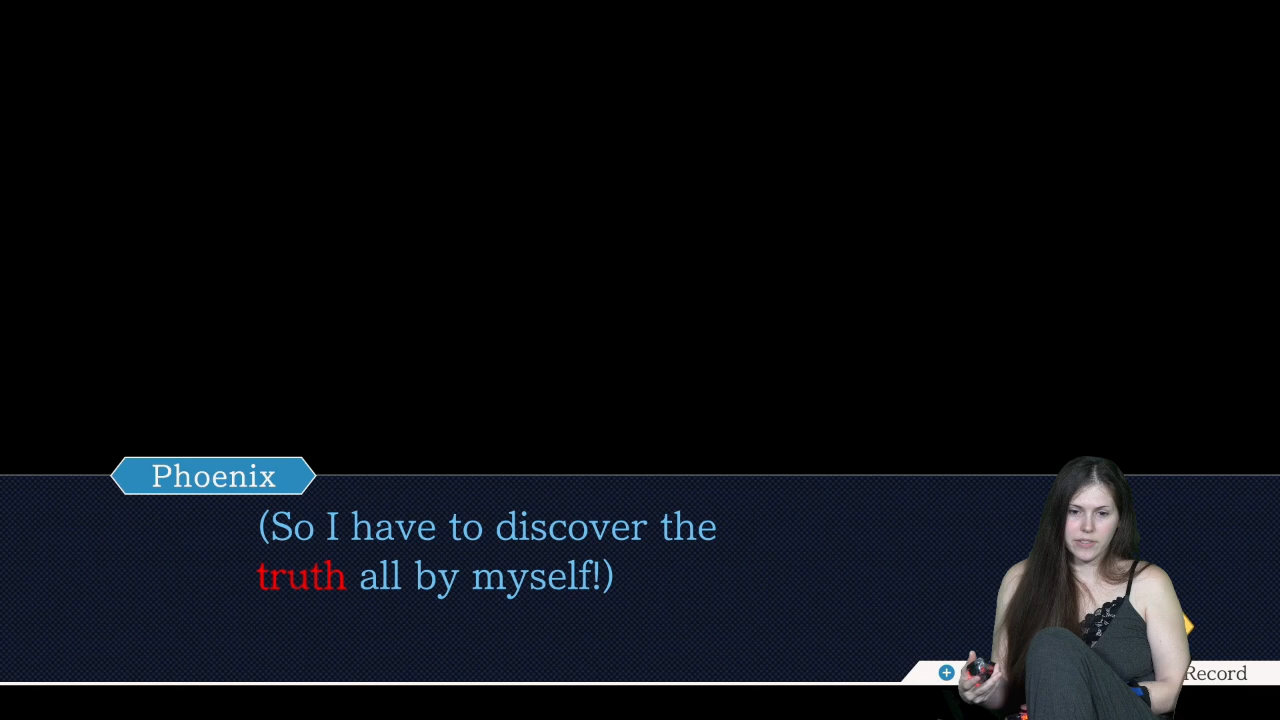 Phoenix
(So I have to discover the
truth all by myself!)
Record